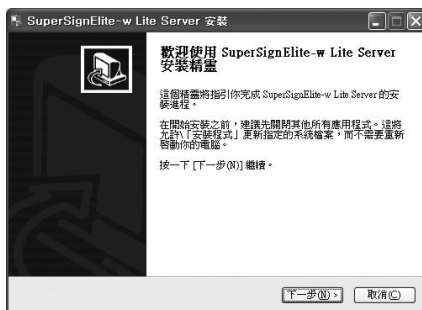 SuperSignElite-w Lite Server 安裝
歡迎使用 SuperSignElite-w Lite Server
安裝精靈
這個精靈將指引你完成 SuperSignElite-w Lite Server 的安
裝進程。
在開始安裝之前，建議先關閉其他所有應用程式。這將
允許\「安裝程式」更新指定的系統檔案，而不需要重新
啟動你的電腦。
按一下 [下一步(N)] 繼續。
下一步(N) >
取消(C)